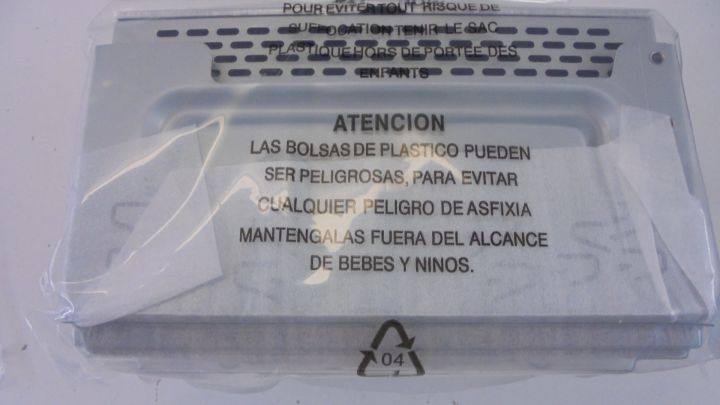 POUR EVITER TOUT RISQUE DE
SUFFOCATION TENIR LE SAC
PLASTIQUE HORS DE PORTEE DES
ENFANTS
ATENCION
LAS BOLSAS DE PLASTICO PUEDEN
SER PELIGROSAS, PARA EVITAR
CUALQUIER PELIGRO DE ASFIXIA
MANTENGALAS FUERA DEL ALCANCE
DE BEBES Y NINOS.
04